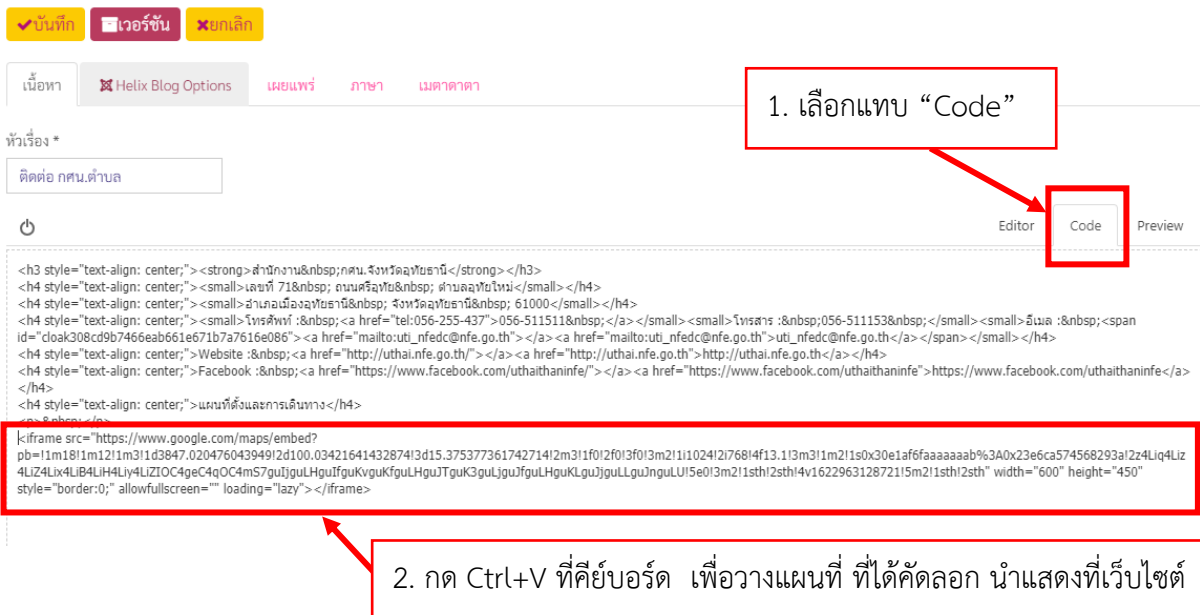 บันทึก เวอร์ชัน ยกเลิก
เนื้อหา Helix Blog Options เผยแพร่ ภาษา เมตาดาตา
1. เลือกแทบ “Code”
หัวเรื่อง *
ติดต่อ กศน.ตำบล
Editor Code Preview
<h3 style="text-align: center;"><strong>สำนักงาน&nbsp;กศน.จังหวัดอุทัยธานี</strong></h3>
<h4 style="text-align: center;"><small>เลขที่ 71&nbsp; ถนนศรีอุทัย&nbsp; ตำบลอุทัยใหม่</small></h4>
<h4 style="text-align: center;"><small>อำเภอเมืองอุทัยธานี&nbsp; จังหวัดอุทัยธานี&nbsp; 61000</small></h4>
<h4 style="text-align: center;"><small>โทรศัพท์ :&nbsp;<a href="tel:056-255-437">056-511511&nbsp;</a></small><small>โทรสาร :&nbsp;056-511153&nbsp;</small><small>อีเมล :&nbsp;<span
id="cloak308cd9b7466eab661e671b7a7616e086"><a href="mailto:uti_nfedc@nfe.go.th"></a><a href="mailto:uti_nfedc@nfe.go.th">uti_nfedc@nfe.go.th</a></span></small></h4>
<h4 style="text-align: center;">Website :&nbsp;<a href="http://uthai.nfe.go.th/"></a><a href="http://uthai.nfe.go.th">http://uthai.nfe.go.th</a></h4>
<h4 style="text-align: center;">Facebook :&nbsp;<a href="https://www.facebook.com/uthaithaninfe/"></a><a href="https://www.facebook.com/uthaithaninfe">https://www.facebook.com/uthaithaninfe</a>
</h4>
<h4 style="text-align: center;">แผนที่ตั้งและการเดินทาง</h4>
<p>&nbsp;</p>
<iframe src="https://www.google.com/maps/embed?
pb=!1m18!1m12!1m3!1d3847.020476043949!2d100.03421641432874!3d15.375377361742714!2m3!1f0!2f0!3f0!3m2!1i1024!2i768!4f13.1!3m3!1m2!1s0x30e1af6faaaaaaab%3A0x23e6ca574568293a!2z4Liq4Liz
4LiZ4Lix4LiB4LiH4Liy4LiZIOC4geC4qOC4mS7guIjguLHguIfguKvguKfguLHguJTguK3guLjguJfguLHguKLguJjguLLguJnguLU!5e0!3m2!1sth!2sth!4v1622963128721!5m2!1sth!2sth" width="600" height="450"
style="border:0;" allowfullscreen="" loading="lazy"></iframe>
2. กด Ctrl+V ที่คีย์บอร์ด เพื่อวางแผนที่ ที่ได้คัดลอก นำแสดงที่เว็บไซต์